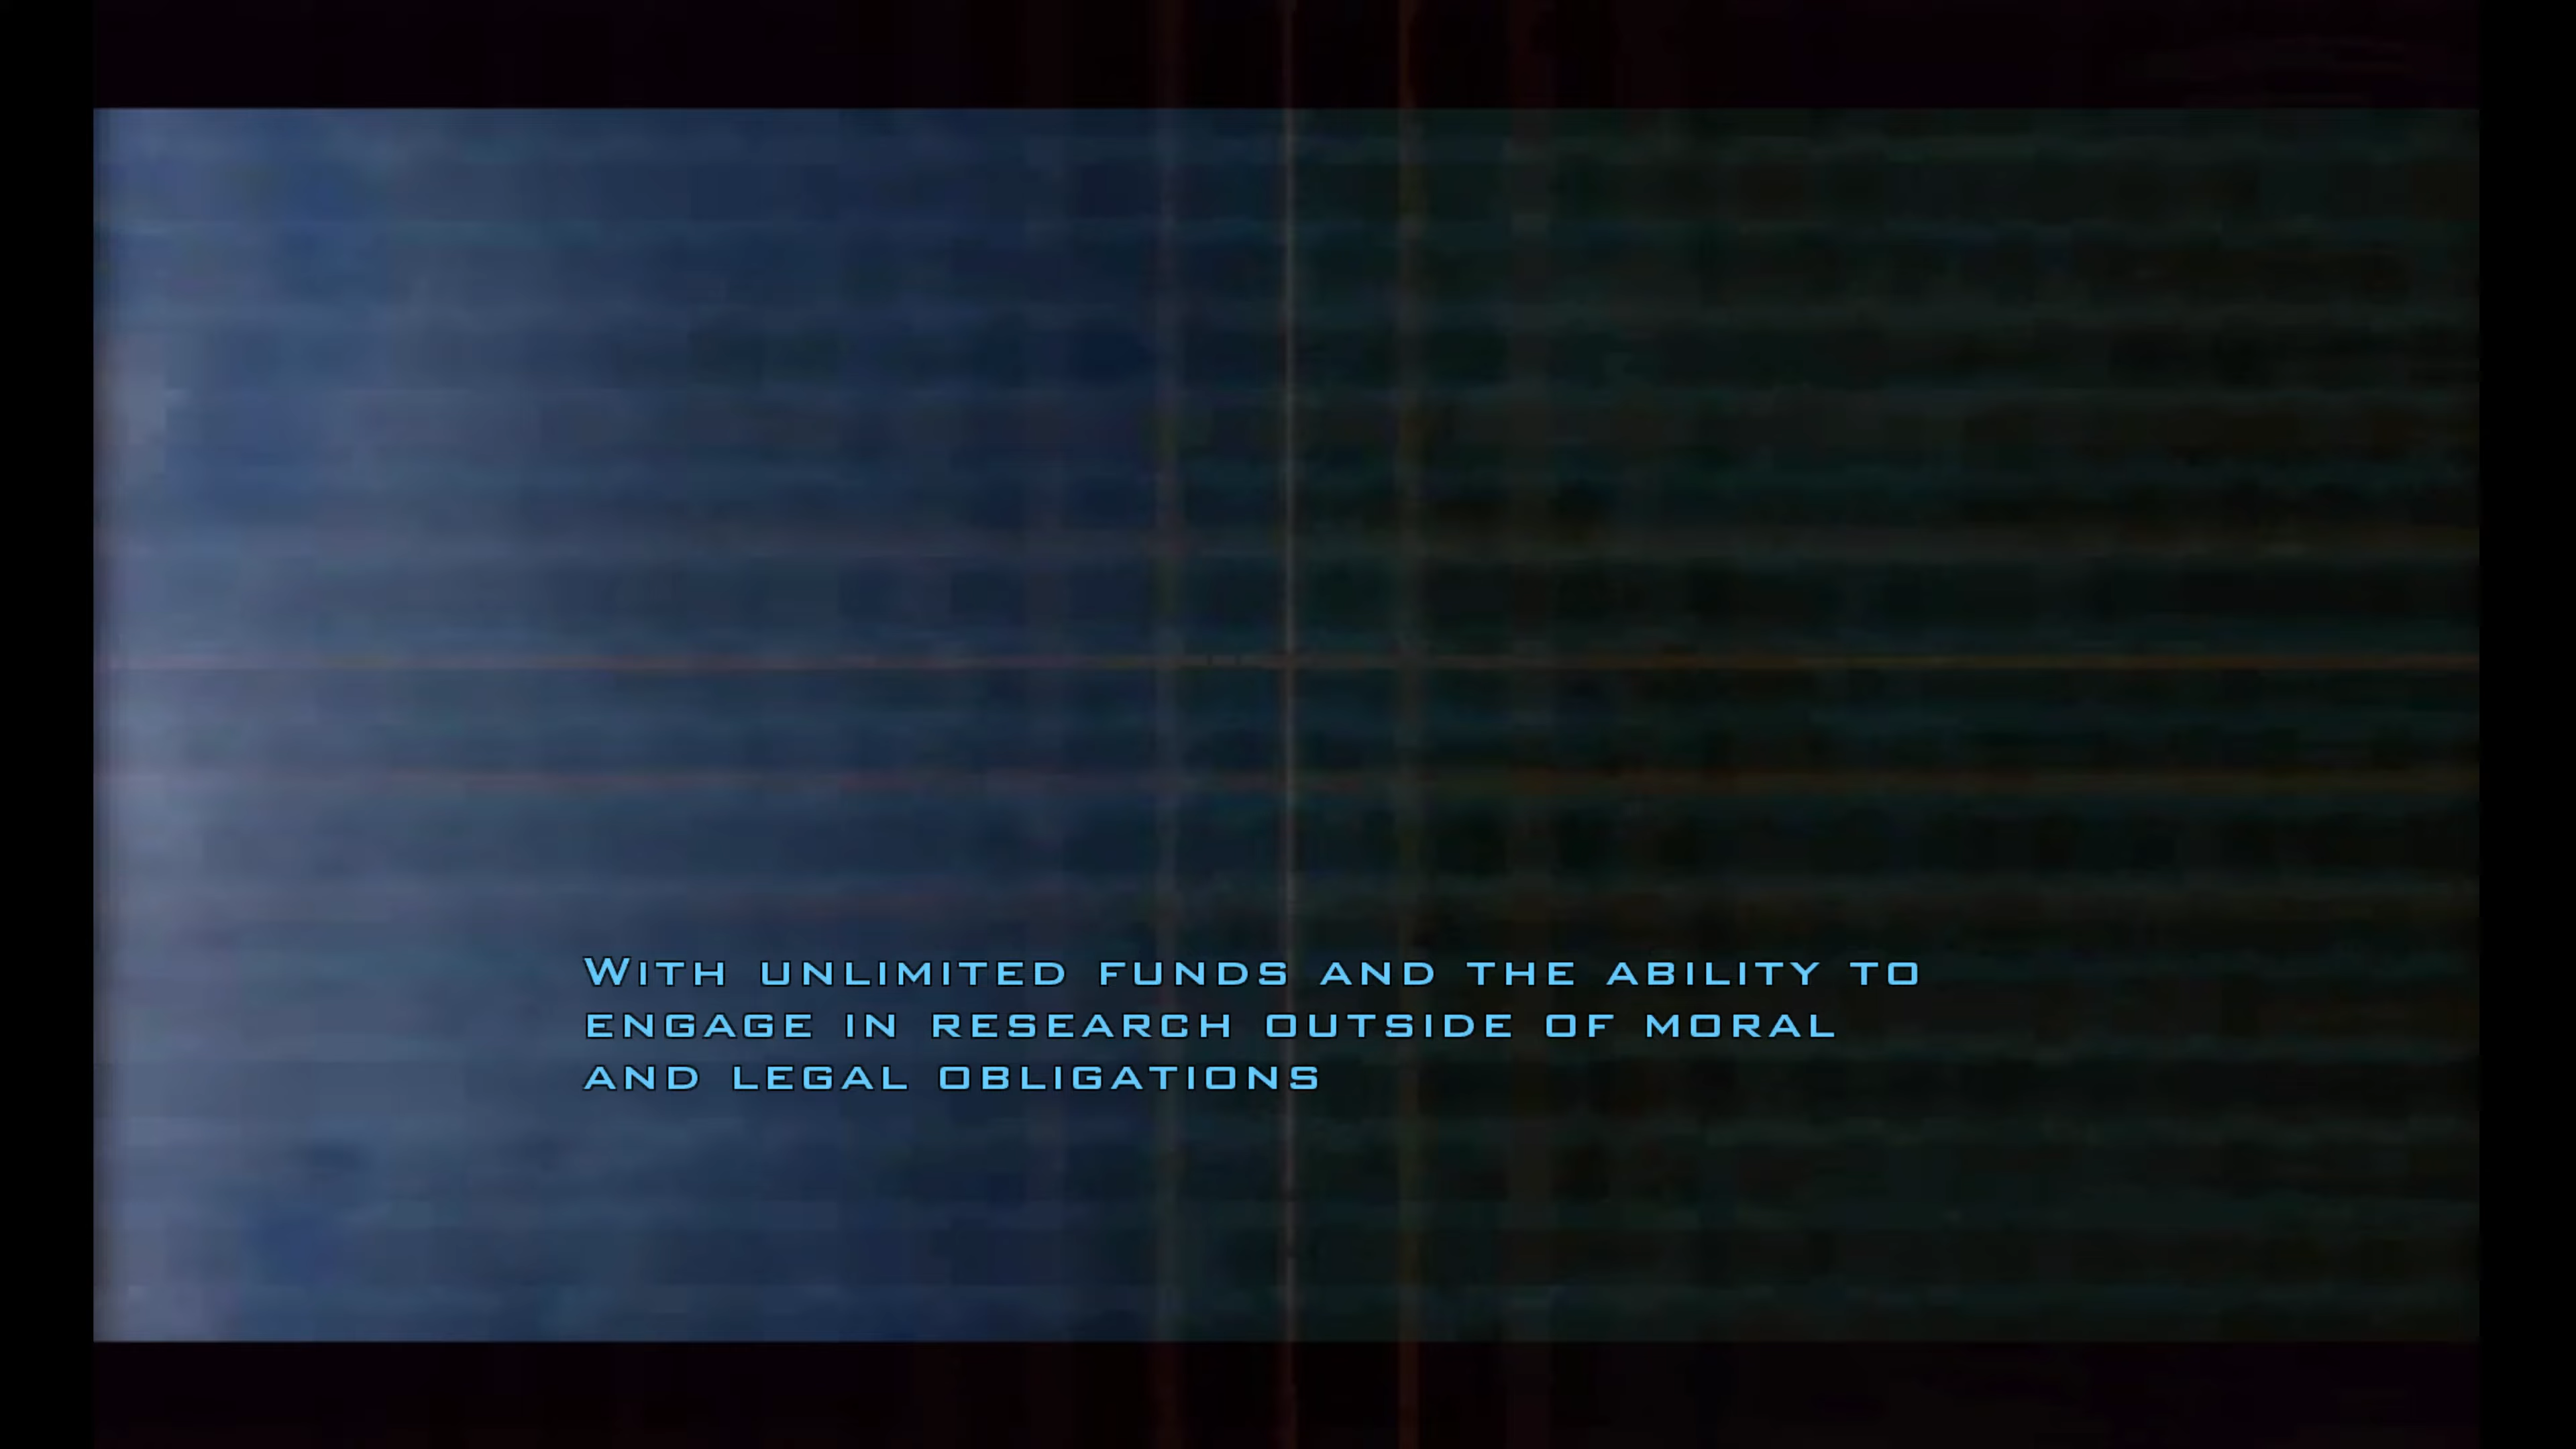 WITH UNLIMITED FUNDS AND THE ABILITY TO
ENGAGE IN RESEARCH OUTSIDE OF MORAL
AND LEGAL OBLIGATIONS